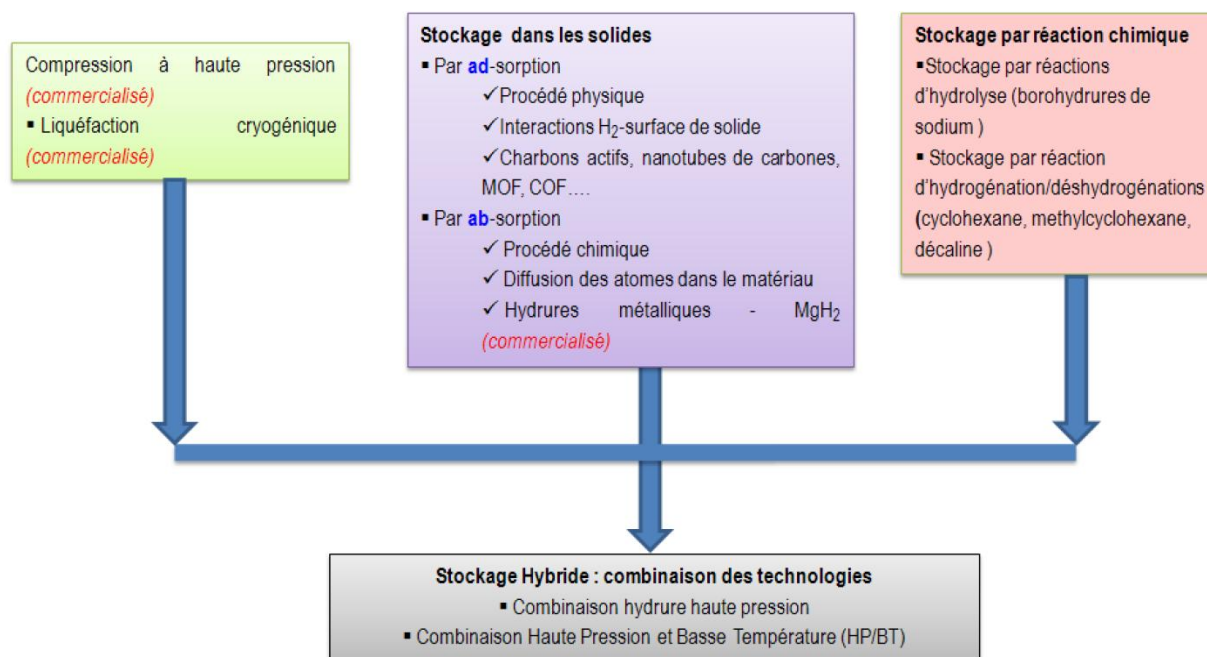 Compression à haute pression
(commercialisé)
▪ Liquéfaction cryogénique
(commercialisé)
Stockage dans les solides
▪ Par ad-sorption
✓Procédé physique
✓Interactions H₂-surface de solide
✓Charbons actifs, nanotubes de carbones,
MOF, COF….
▪ Par ab-sorption
✓ Procédé chimique
✓ Diffusion des atomes dans le matériau
✓ Hydrures métalliques - MgH₂
(commercialisé)
Stockage par réaction chimique
▪Stockage par réactions
d'hydrolyse (borohydrures de
sodium )
▪ Stockage par réaction
d'hydrogénation/déshydrogénations
(cyclohexane, methylcyclohexane,
décaline )
Stockage Hybride : combinaison des technologies
▪ Combinaison hydrure haute pression
▪ Combinaison Haute Pression et Basse Température (HP/BT)